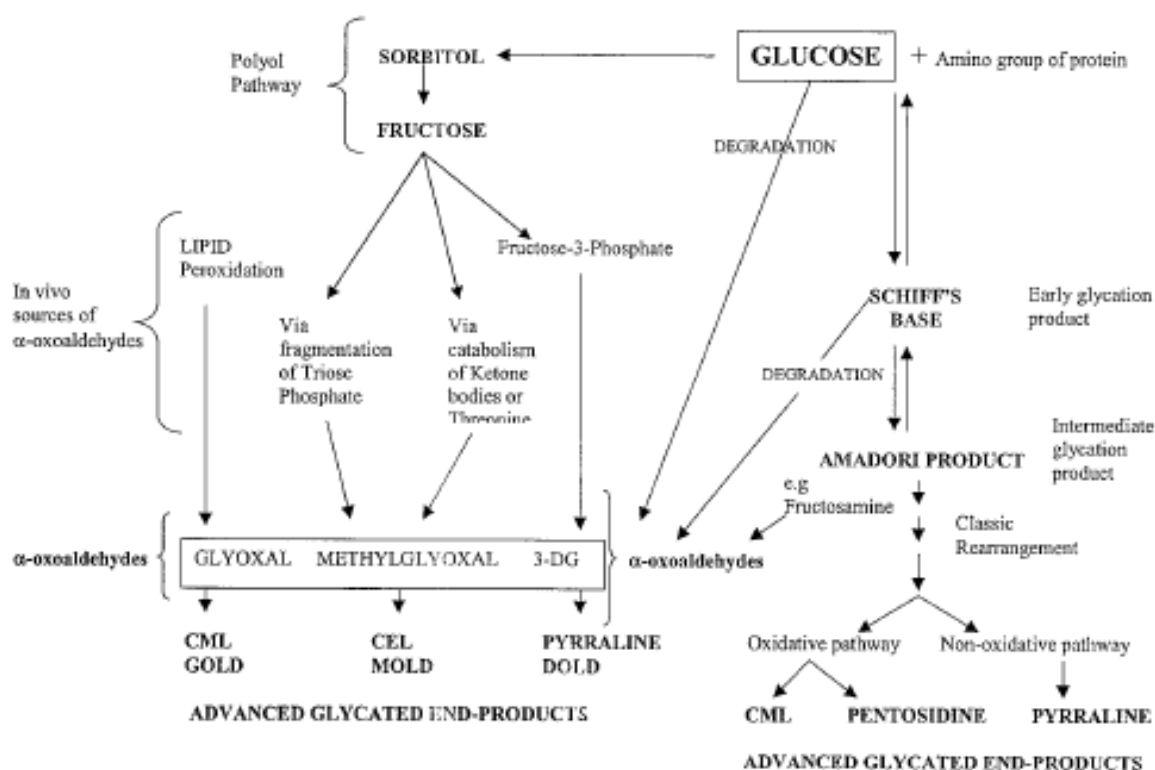 Polyol
Pathway
SORBITOL
FRUCTOSE
GLUCOSE
+ Amino group of protein
DEGRADATION
In vivo
sources of
α-oxoaldehydes
LIPID
Peroxidation
Fructose-3-Phosphate
Via
fragmentation
of Triose
Phosphate
Via
catabolism
of Ketone
bodies or
Threonine
SCHIFF'S
BASE
Early glycation
product
DEGRADATION
AMADORI PRODUCT
Intermediate
glycation
product
e.g
Fructosamine
Classic
Rearrangement
α-oxoaldehydes
GLYOXAL METHYLGLYOXAL 3-DG
α-oxoaldehydes
CML
GOLD
CEL
MOLD
PYRRALINE
DOLD
ADVANCED GLYCATED END-PRODUCTS
Oxidative pathway
Non-oxidative pathway
CML
PENTOSIDINE
PYRRALINE
ADVANCED GLYCATED END-PRODUCTS